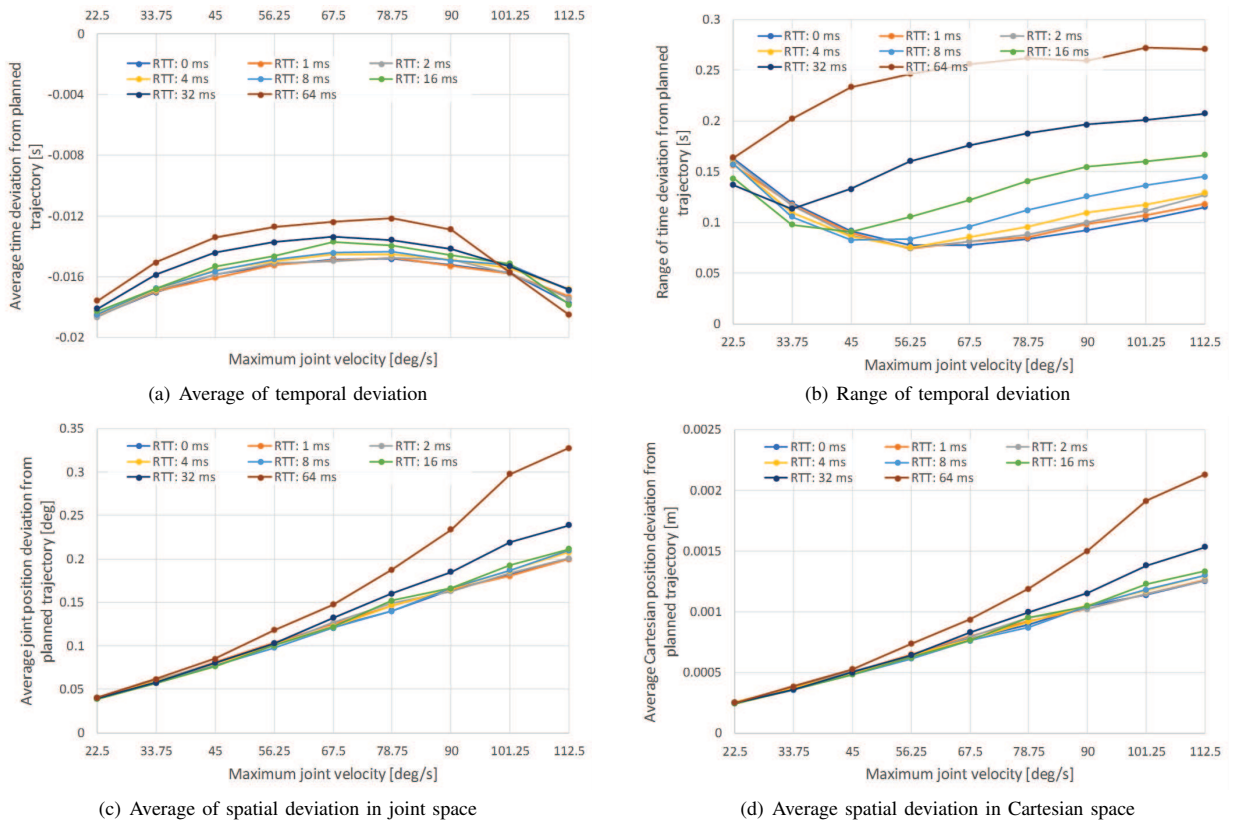 22.5 33.75 45 56.25 67.5 78.75 90 101.25 112.5
0
-0.004
-0.008
-0.012
-0.016
-0.02
Average time deviation from planned
trajectory [s]
RTT: 0 ms RTT: 1 ms RTT: 2 ms
RTT: 4 ms RTT: 8 ms RTT: 16 ms
RTT: 32 ms RTT: 64 ms
Maximum joint velocity [deg/s]
(a) Average of temporal deviation
0.3
0.25
0.2
0.15
0.1
0.05
0
Range of time deviation from planned
trajectory [s]
RTT: 0 ms RTT: 1 ms RTT: 2 ms
RTT: 4 ms RTT: 8 ms RTT: 16 ms
RTT: 32 ms RTT: 64 ms
22.5 33.75 45 56.25 67.5 78.75 90 101.25 112.5
Maximum joint velocity [deg/s]
(b) Range of temporal deviation
0.35
0.3
0.25
0.2
0.15
0.1
0.05
0
Average joint position deviation from
planned trajectory [deg]
RTT: 0 ms RTT: 1 ms RTT: 2 ms
RTT: 4 ms RTT: 8 ms RTT: 16 ms
RTT: 32 ms RTT: 64 ms
22.5 33.75 45 56.25 67.5 78.75 90 101.25 112.5
Maximum joint velocity [deg/s]
(c) Average of spatial deviation in joint space
0.0025
0.002
0.0015
0.001
0.0005
0
Average Cartesian position deviation from
planned trajectory [m]
RTT: 0 ms RTT: 1 ms RTT: 2 ms
RTT: 4 ms RTT: 8 ms RTT: 16 ms
RTT: 32 ms RTT: 64 ms
22.5 33.75 45 56.25 67.5 78.75 90 101.25 112.5
Maximum joint velocity [deg/s]
(d) Average spatial deviation in Cartesian space